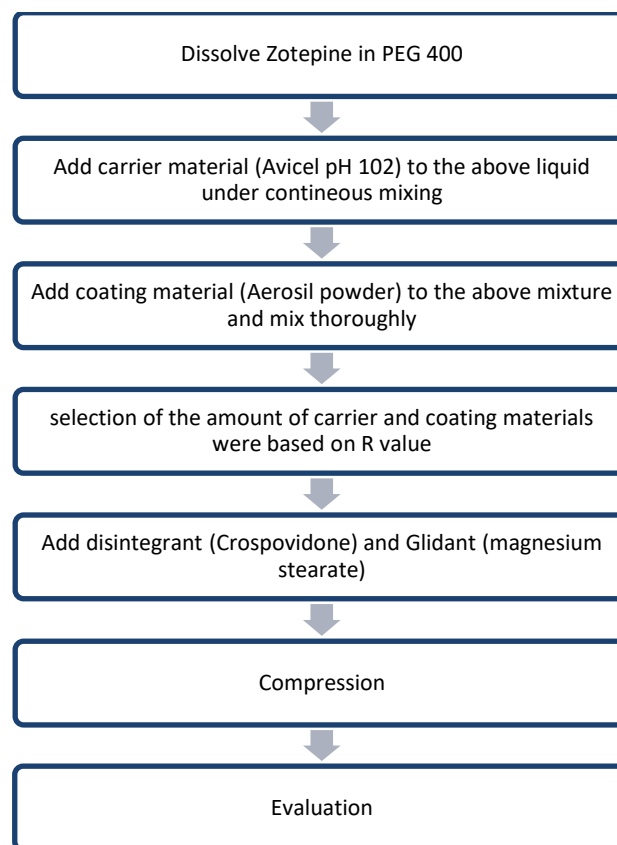 Dissolve Zotepine in PEG 400
Add carrier material (Avicel pH 102) to the above liquid
under contineous mixing
Add coating material (Aerosil powder) to the above mixture
and mix thoroughly
selection of the amount of carrier and coating materials
were based on R value
Add disintegrant (Crospovidone) and Glidant (magnesium
stearate)
Compression
Evaluation